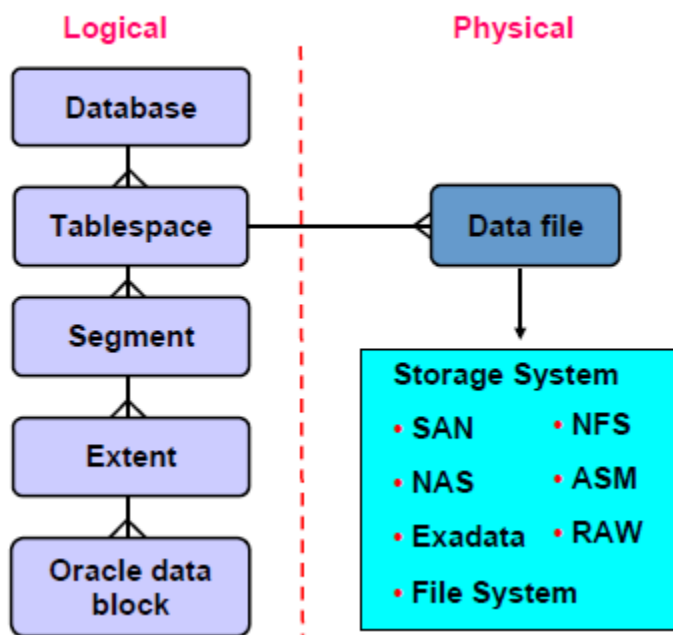 Logical
Physical
Database
Tablespace
Data file
Segment
Extent
Oracle data
block
Storage System
• SAN
• NFS
• NAS
• ASM
• Exadata
• RAW
• File System